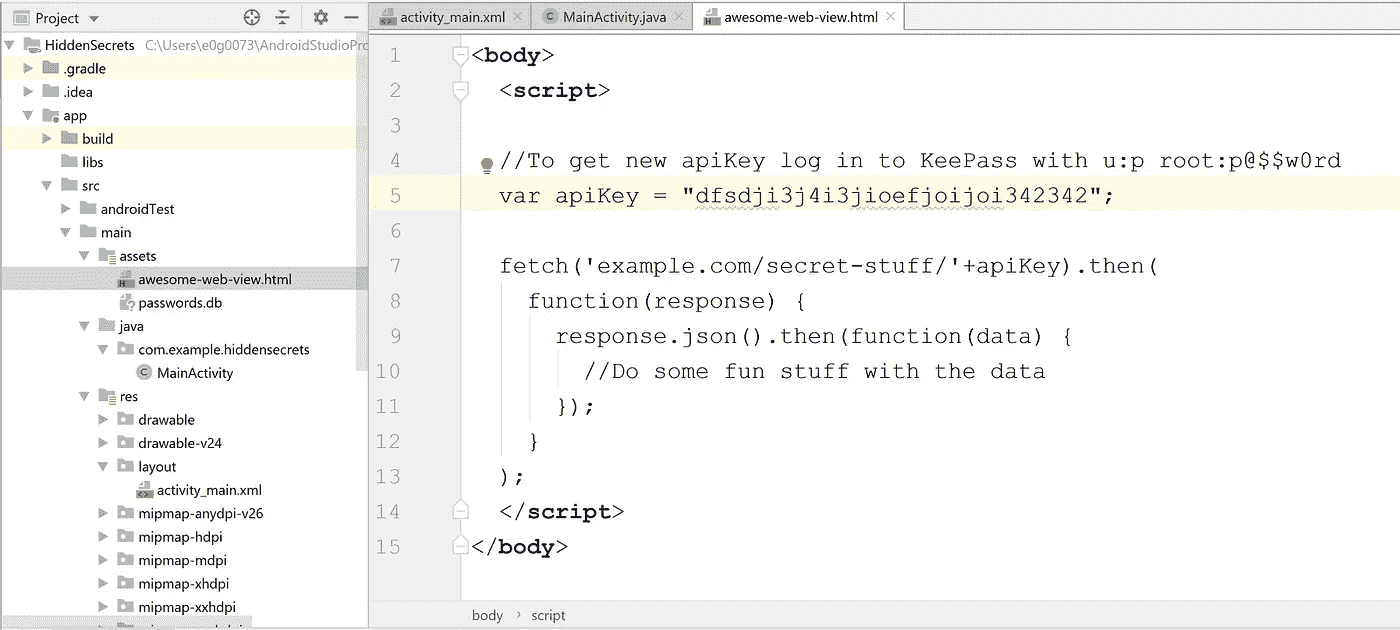 Project
activity_main.xml
MainActivity.java
awesome-web-view.html
HiddenSecrets C:\Users\e0g0073\AndroidStudioPro
.gradle
.idea
app
build
libs
src
androidTest
main
assets
awesome-web-view.html
passwords.db
java
com.example.hiddensecrets
MainActivity
res
drawable
drawable-v24
layout
activity_main.xml
mipmap-anydpi-v26
mipmap-hdpi
mipmap-mdpi
mipmap-xhdpi
mipmap-xxhdpi
1 <body>
2 <script>
3
4 //To get new apiKey log in to KeePass with u:p root:p@$$w0rd
5 var apiKey = "dfsdji3j4i3jioefjoijoi342342";
6
7 fetch('example.com/secret-stuff/'+apiKey).then(
8 function(response) {
9 response.json().then(function(data) {
10 //Do some fun stuff with the data
11 });
12 }
13 );
14 </script>
15 </body>
body › script